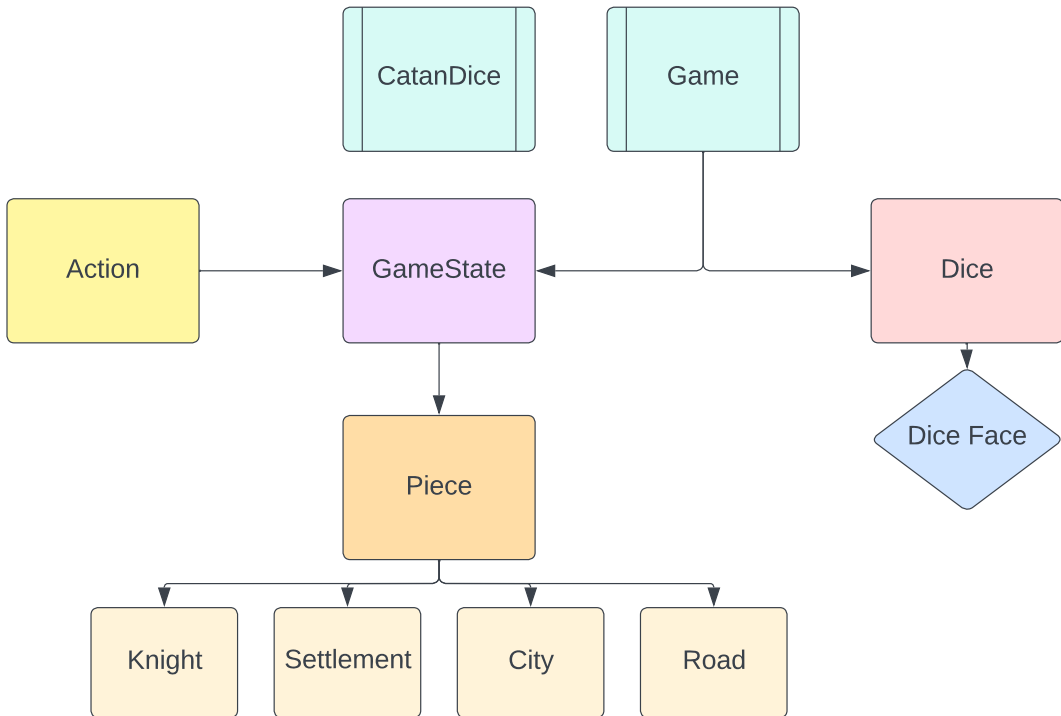 CatanDice
Game
Action
GameState
Dice
Dice Face
Piece
Knight
Settlement
City
Road